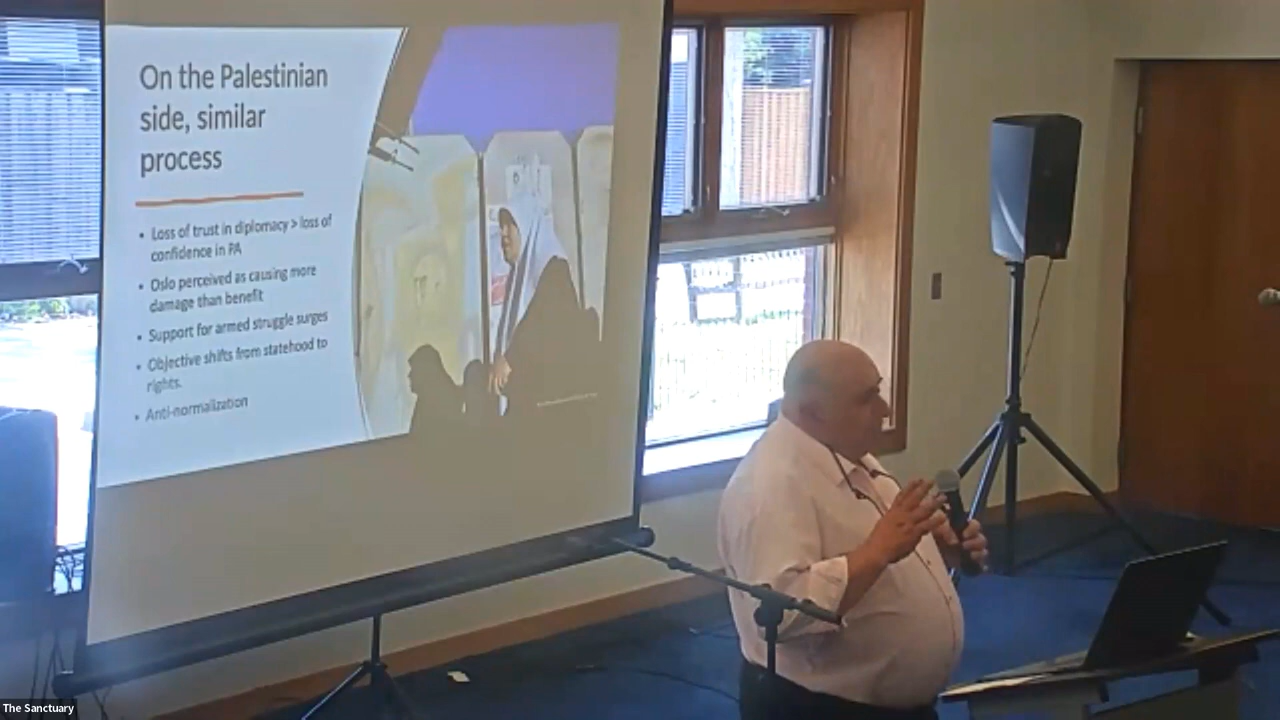 On the Palestinian
side, similar
process
• Loss of trust in diplomacy > loss of
confidence in PA
• Oslo perceived as causing more
damage than benefit
• Support for armed struggle surges
• Objective shifts from statehood to
rights.
• Anti-normalization
The Sanctuary